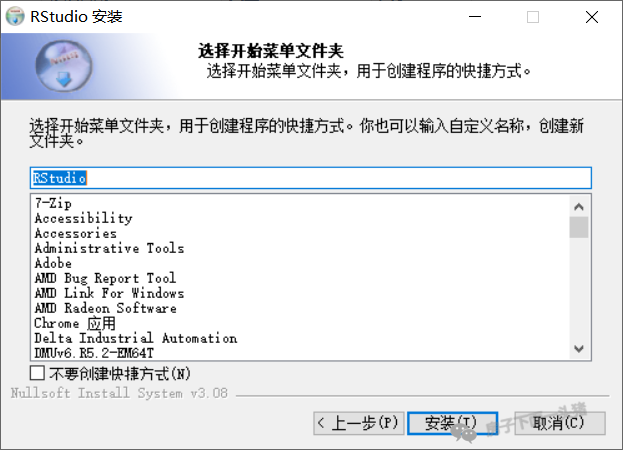 RStudio 安装
选择开始菜单文件夹
选择开始菜单文件夹，用于创建程序的快捷方式。
选择开始菜单文件夹，用于创建程序的快捷方式。你也可以输入自定义名称，创建新
文件夹。
RStudio
7-Zip
Accessibility
Accessories
Administrative Tools
Adobe
AMD Bug Report Tool
AMD Link For Windows
AMD Radeon Software
Chrome 应用
Delta Industrial Automation
DMUv6.R5.2-EM64T
不要创建快捷方式(N)
Nullsoft Install System v3.08
< 上一步(P)
安装(I)
取消(C)